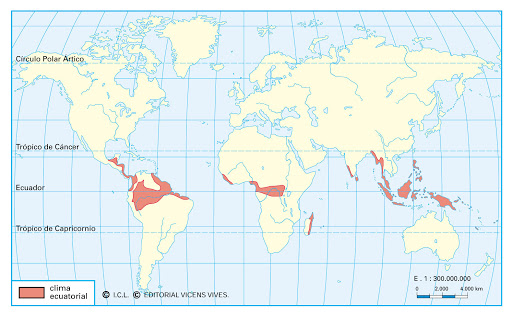 Círculo Polar Ártico
Trópico de Cáncer
Ecuador
Trópico de Capricornio
E . 1 : 300.000.000
0 2.000 4.000 km
clima
ecuatorial
© I.C.L. © EDITORIAL VICENS VIVES.